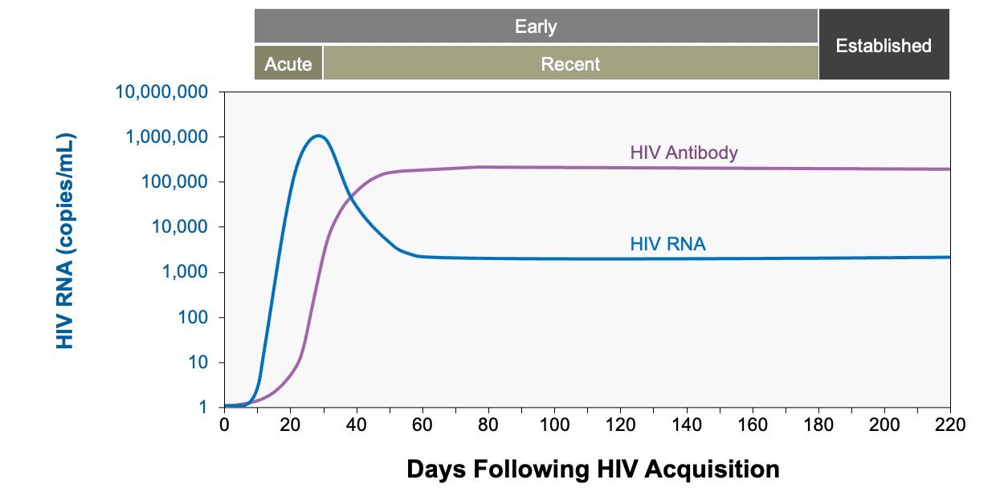 Early
Established
Acute
Recent
10,000,000
1,000,000
100,000
10,000
1,000
100
10
1
HIV RNA (copies/mL)
HIV Antibody
HIV RNA
0 20 40 60 80 100 120 140 160 180 200 220
Days Following HIV Acquisition